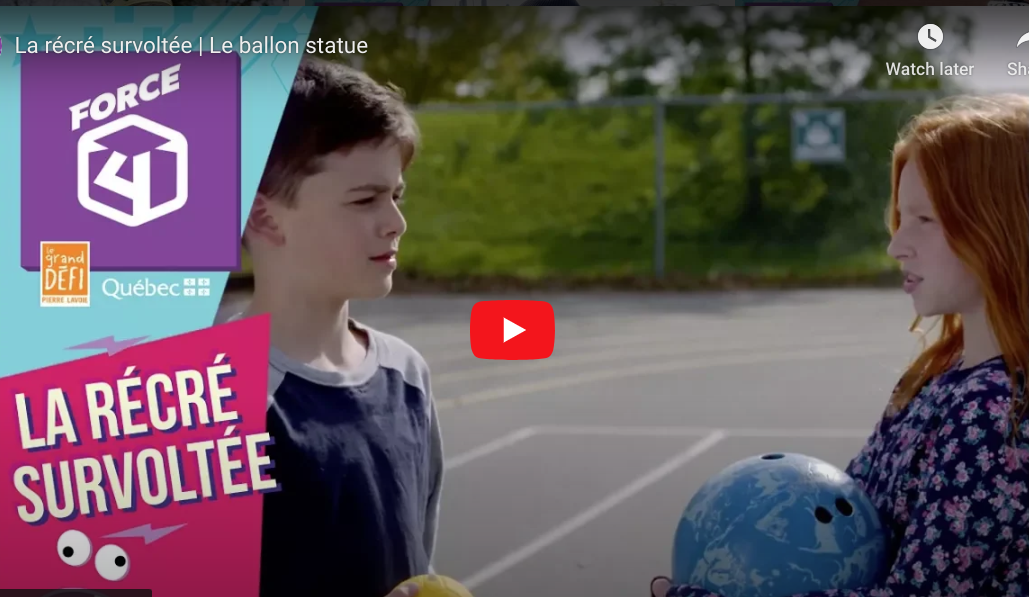 La récré survoltée | Le ballon statue
Watch later
Sh
FORCE
4
le
grand
DÉFI
PIERRE LAVOIE
Québec
LA RÉCRÉ
SURVOLTÉE